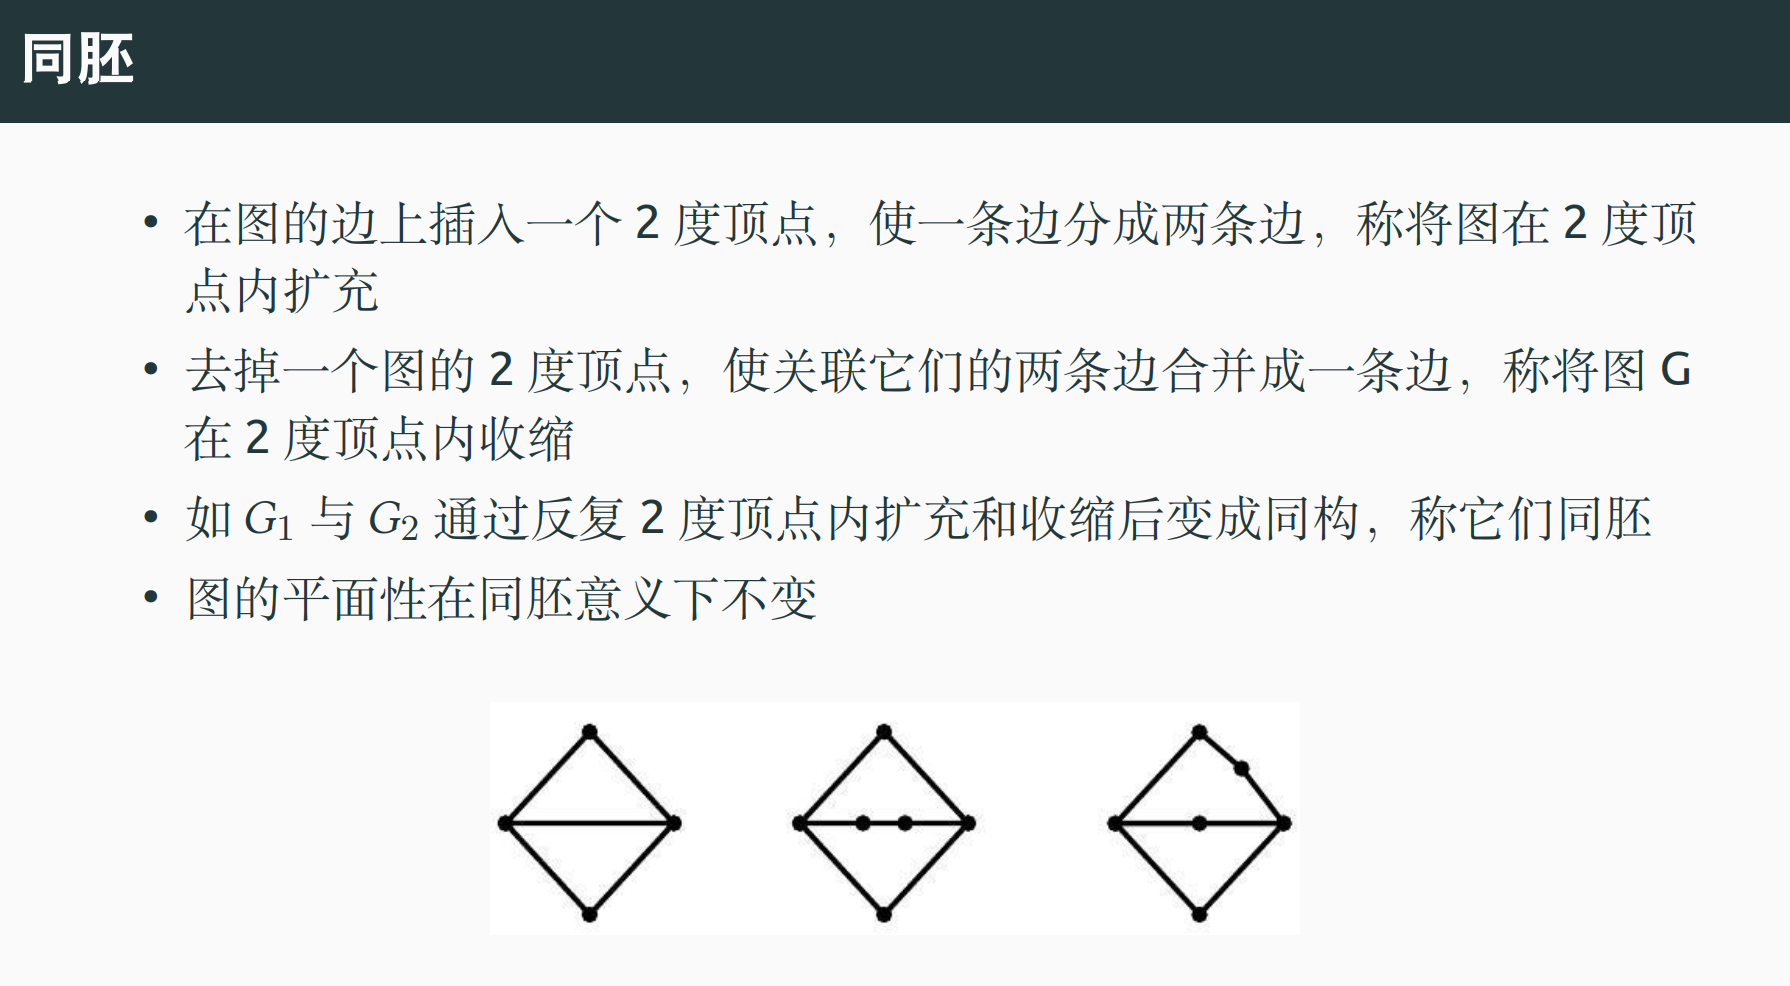 同胚
• 在图的边上插入一个 2 度顶点，使一条边分成两条边，称将图在 2 度顶
点内扩充
• 去掉一个图的 2 度顶点，使关联它们的两条边合并成一条边，称将图 G
在 2 度顶点内收缩
• 如 G₁ 与 G₂ 通过反复 2 度顶点内扩充和收缩后变成同构，称它们同胚
• 图的平面性在同胚意义下不变